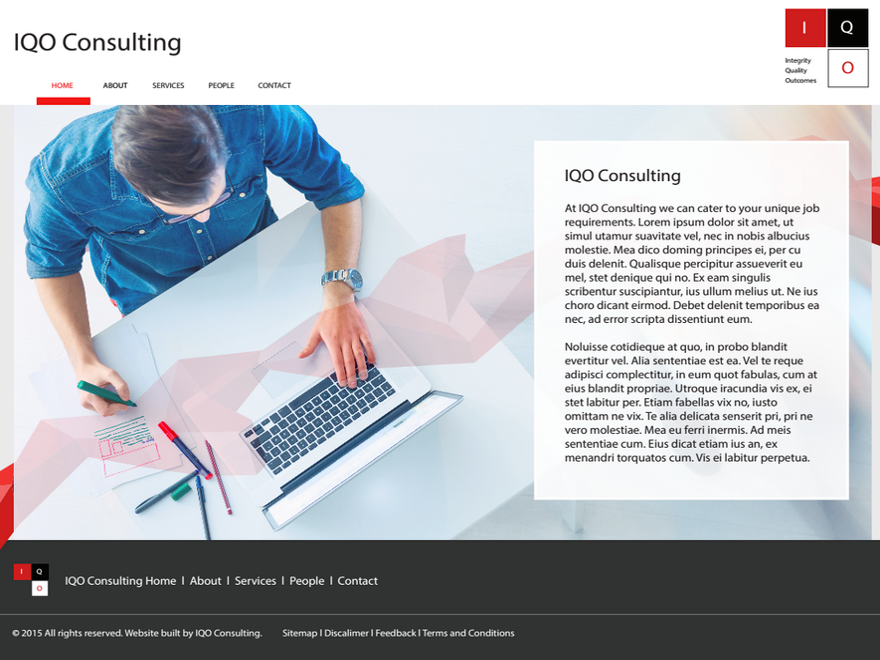 IQO Consulting
I Q
O
Integrity
Quality
Outcomes
HOME ABOUT SERVICES PEOPLE CONTACT
IQO Consulting
At IQO Consulting we can cater to your unique job
requirements. Lorem ipsum dolor sit amet, ut
simul utamur suavitate vel, nec in nobis albucius
molestie. Mea dico doming principes ei, per cu
duis delenit. Qualisque percipitur assueverit eu
mel, stet denique qui no. Ex eam singulis
scribentur suscipiantur, ius ullum melius ut. Ne ius
choro dicant eirmod. Debet delenit temporibus ea
nec, ad error scripta dissentiunt eum.
Noluisse cotidieque at quo, in probo blandit
evertitur vel. Alia sententiae est ea. Vel te reque
adipisci complectitur, in eum quot fabulas, cum at
eius blandit propriae. Utroque iracundia vis ex, ei
stet labitur per. Etiam fabellas vix no, iusto
omittam ne vix. Te alia delicata senserit pri, pri ne
vero molestiae. Mea eu ferri inermis. Ad meis
sententiae cum. Eius dicat etiam ius an, ex
menandri torquatos cum. Vis ei labitur perpetua.
I Q
O
IQO Consulting Home I About I Services I People I Contact
© 2015 All rights reserved. Website built by IQO Consulting. Sitemap I Discalimer I Feedback I Terms and Conditions